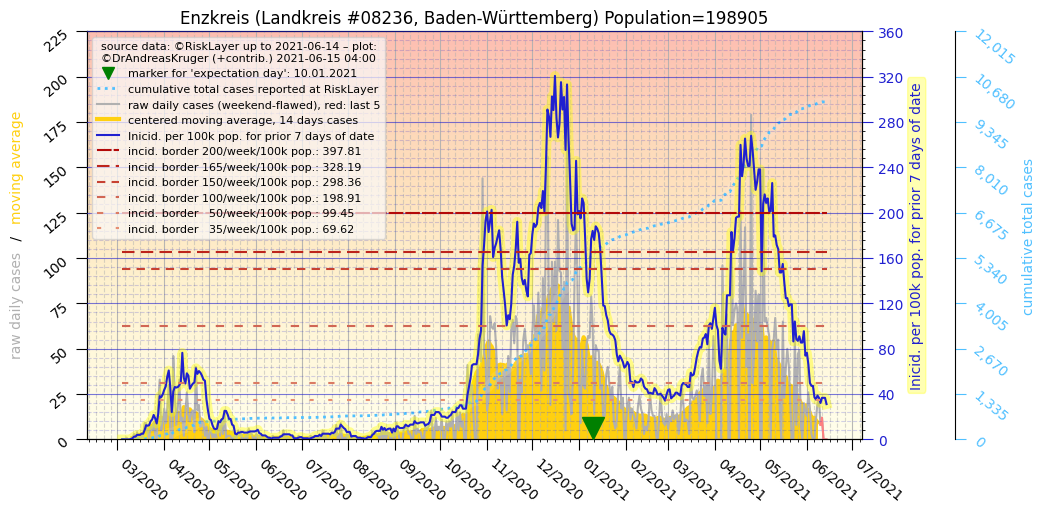 Enzkreis (Landkreis #08236, Baden-Württemberg) Population=198905
source data: ©RiskLayer up to 2021-06-14 – plot:
©DrAndreasKruger (+contrib.) 2021-06-15 04:00
marker for 'expectation day': 10.01.2021
cumulative total cases reported at RiskLayer
raw daily cases (weekend-flawed), red: last 5
centered moving average, 14 days cases
Inicid. per 100k pop. for prior 7 days of date
incid. border 200/week/100k pop.: 397.81
incid. border 165/week/100k pop.: 328.19
incid. border 150/week/100k pop.: 298.36
incid. border 100/week/100k pop.: 198.91
incid. border   50/week/100k pop.: 99.45
incid. border   35/week/100k pop.: 69.62
raw daily cases / moving average
225
200
175
150
125
100
75
50
25
0
360
320
280
240
200
160
120
80
40
0
Inicid. per 100k pop. for prior 7 days of date
12,015
10,680
9,345
8,010
6,675
5,340
4,005
2,670
1,335
0
cumulative total cases
03/2020
04/2020
05/2020
06/2020
07/2020
08/2020
09/2020
10/2020
11/2020
12/2020
01/2021
02/2021
03/2021
04/2021
05/2021
06/2021
07/2021